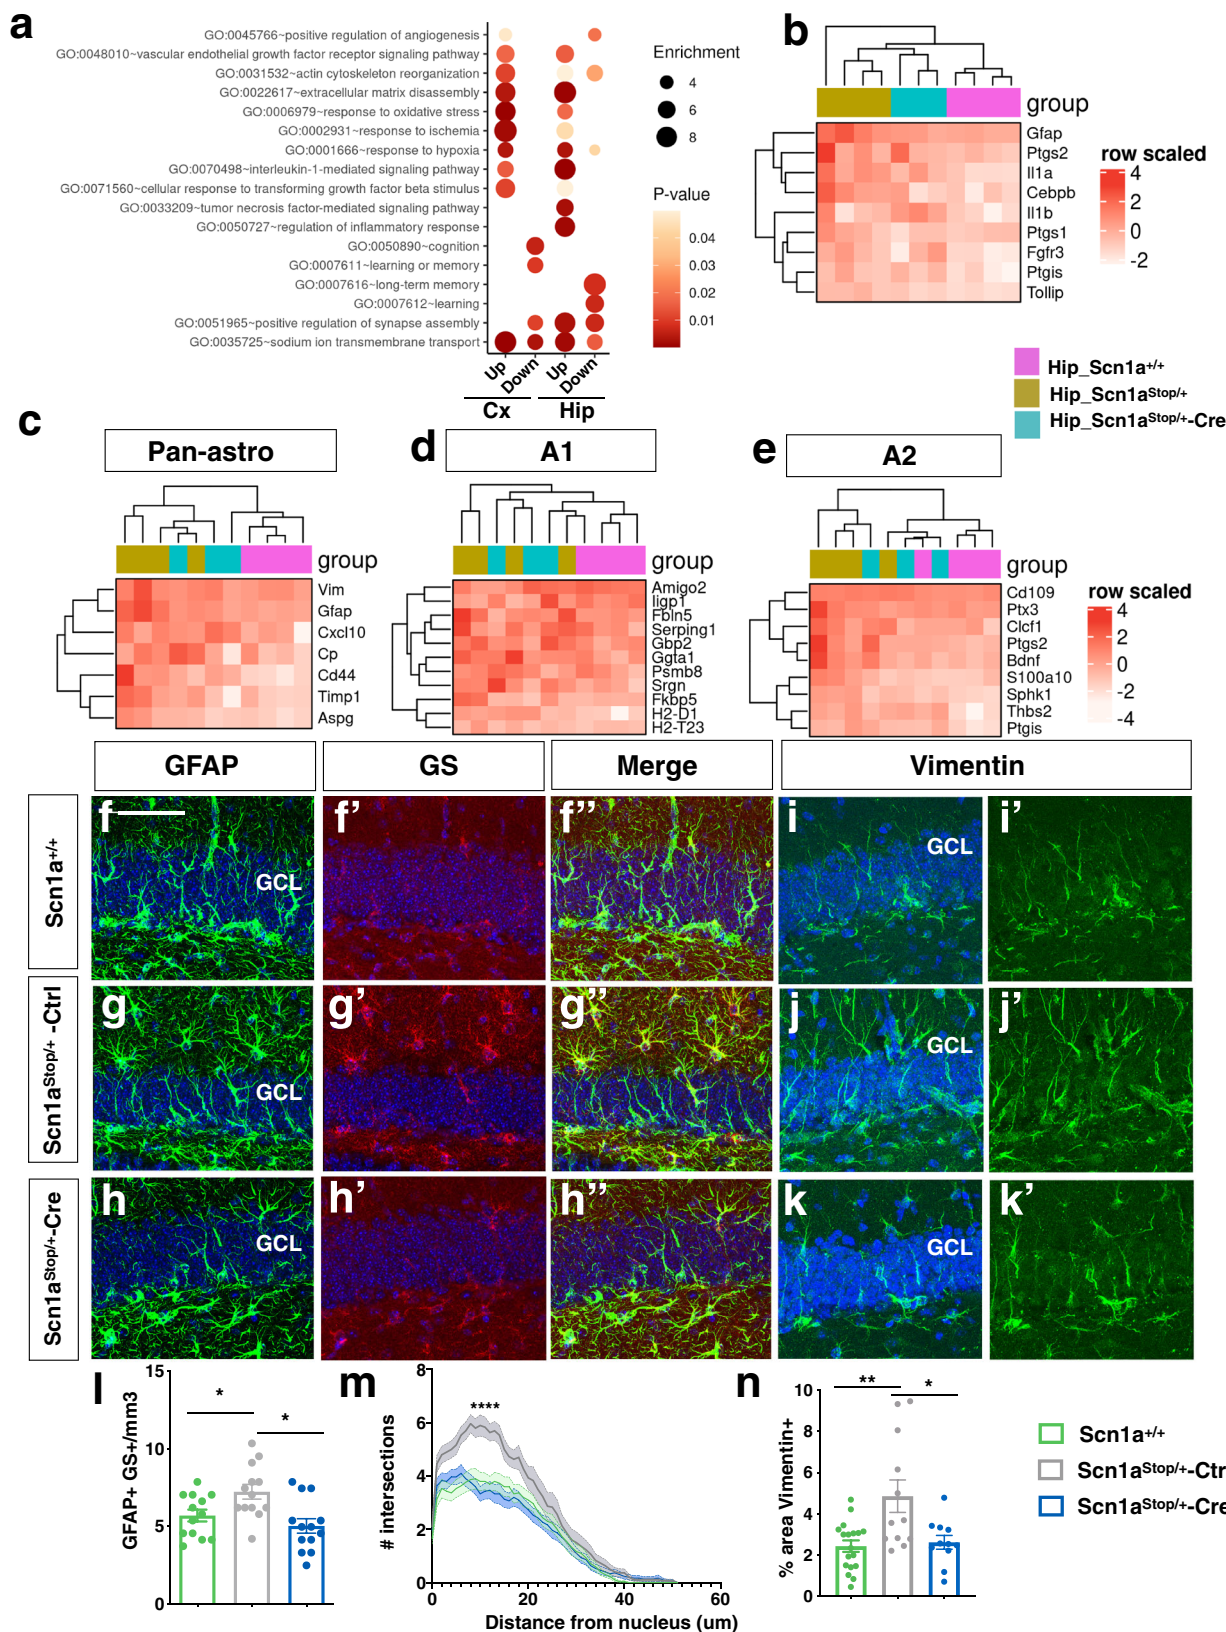 a
GO:0045766~positive regulation of angiogenesis
GO:0048010~vascular endothelial growth factor receptor signaling pathway
GO:0031532~actin cytoskeleton reorganization
GO:0022617~extracellular matrix disassembly
GO:0006979~response to oxidative stress
GO:0002931~response to ischemia
GO:0001666~response to hypoxia
GO:0070498~interleukin-1-mediated signaling pathway
GO:0071560~cellular response to transforming growth factor beta stimulus
GO:0033209~tumor necrosis factor-mediated signaling pathway
GO:0050727~regulation of inflammatory response
GO:0050890~cognition
GO:0007611~learning or memory
GO:0007616~long-term memory
GO:0007612~learning
GO:0051965~positive regulation of synapse assembly
GO:0035725~sodium ion transmembrane transport
Up Down Up Down
Cx Hip
Enrichment
4
6
8
P-value
0.04
0.03
0.02
0.01
b
group
Gfap
Ptgs2
Il1a
Cebpb
Il1b
Ptgs1
Fgfr3
Ptgis
Tollip
row scaled
4
2
0
-2
Hip_Scn1a+/+
Hip_Scn1aStop/+
Hip_Scn1aStop/+-Cre
c
Pan-astro
group
Vim
Gfap
Cxcl10
Cp
Cd44
Timp1
Aspg
d
A1
group
Amigo2
Iigp1
Fbln5
Serping1
Gbp2
Ggta1
Psmb8
Srgn
Fkbp5
H2-D1
H2-T23
e
A2
group
Cd109
Ptx3
Clcf1
Ptgs2
Bdnf
S100a10
Sphk1
Thbs2
Ptgis
row scaled
4
2
0
-2
-4
GFAP GS Merge Vimentin
Scn1a+/+
f GCL f' f'' i GCL i'
Scn1aStop/+ -Ctrl
g GCL g' g'' j GCL j'
Scn1aStop/+-Cre
h GCL h' h'' k GCL k'
l
GFAP+ GS+/mm3
15
10
5
0
* *
m
# intersections
8
6
4
2
0
****
0 20 40 60
Distance from nucleus (um)
n
% area Vimentin+
10
8
6
4
2
0
** *
Scn1a+/+
Scn1aStop/+-Ctr
Scn1aStop/+-Cre